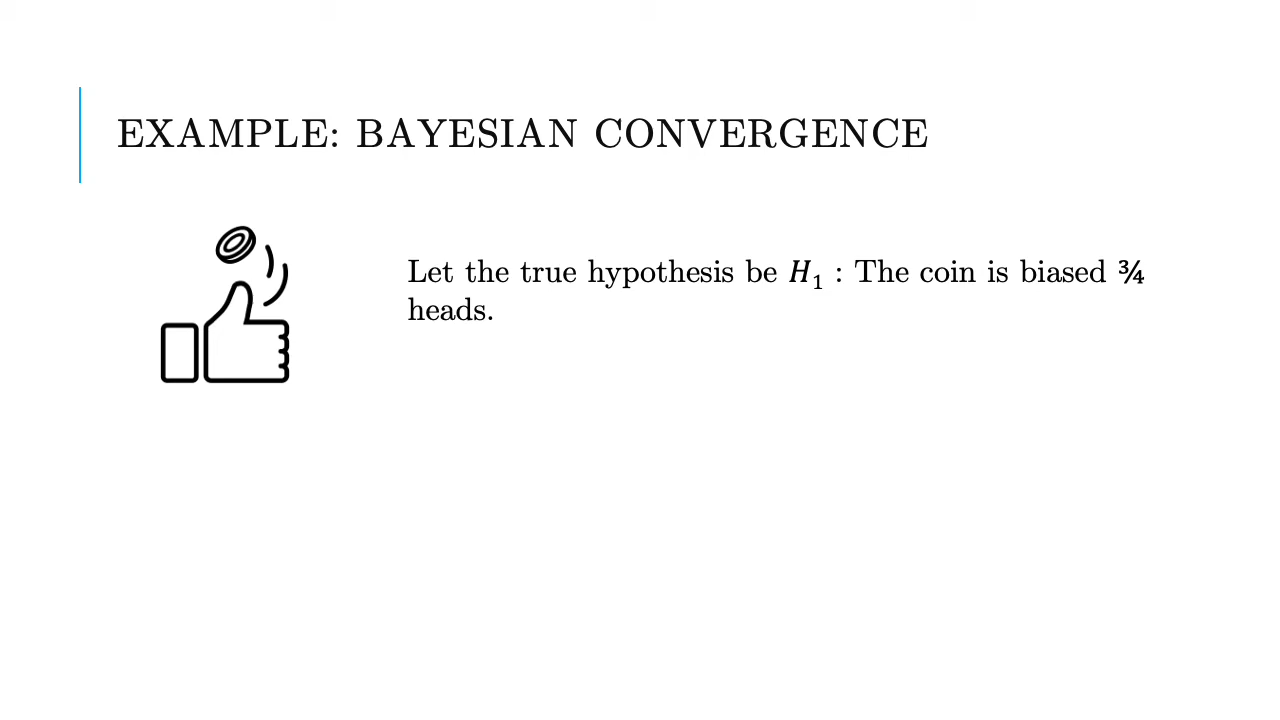 EXAMPLE: BAYESIAN CONVERGENCE
Let the true hypothesis be H₁ : The coin is biased ¾
heads.